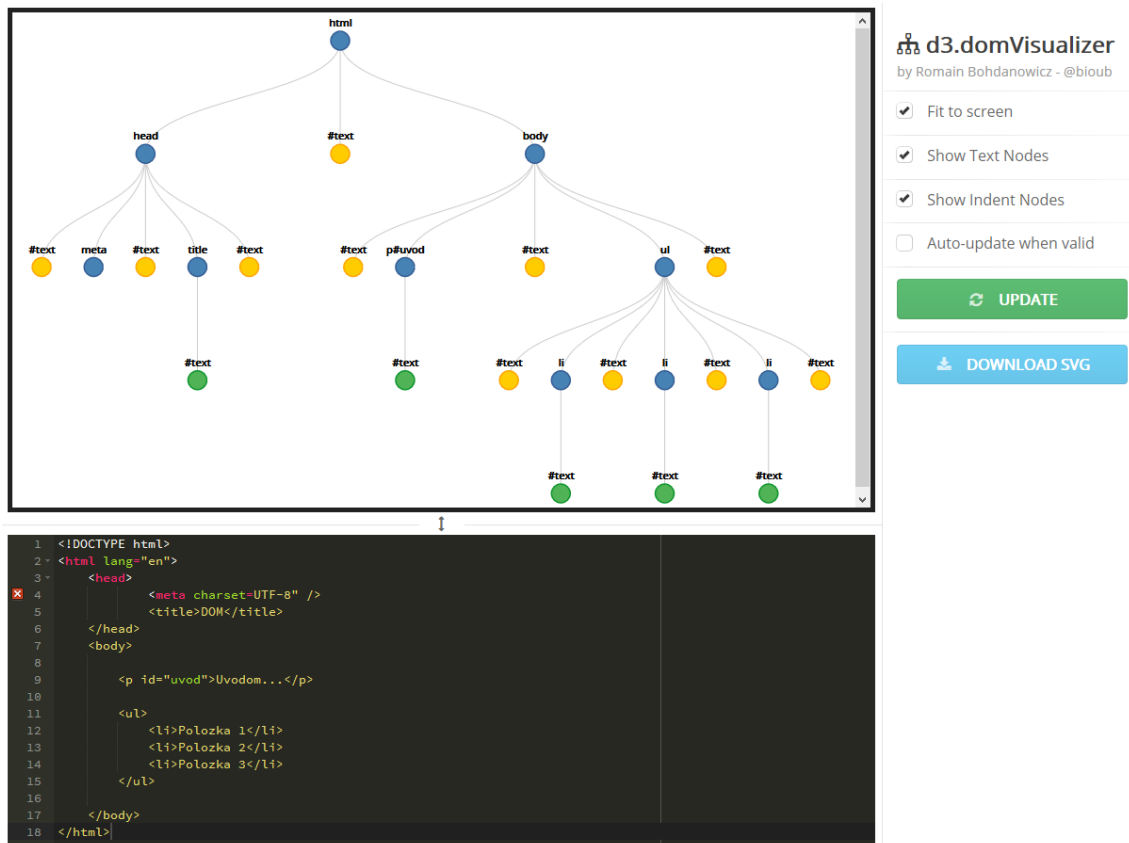 html
head #text body
#text meta #text title #text #text p#uvod #text ul #text
#text #text #text li #text li #text li #text
#text #text #text
d3.domVisualizer
by Romain Bohdanowicz - @bioub
Fit to screen
Show Text Nodes
Show Indent Nodes
Auto-update when valid
UPDATE
DOWNLOAD SVG
1 <!DOCTYPE html>
2 <html lang="en">
3 <head>
4 <meta charset=UTF-8" />
5 <title>DOM</title>
6 </head>
7 <body>
8
9 <p id="uvod">Uvodom...</p>
10
11 <ul>
12 <li>Polozka 1</li>
13 <li>Polozka 2</li>
14 <li>Polozka 3</li>
15 </ul>
16
17 </body>
18 </html>